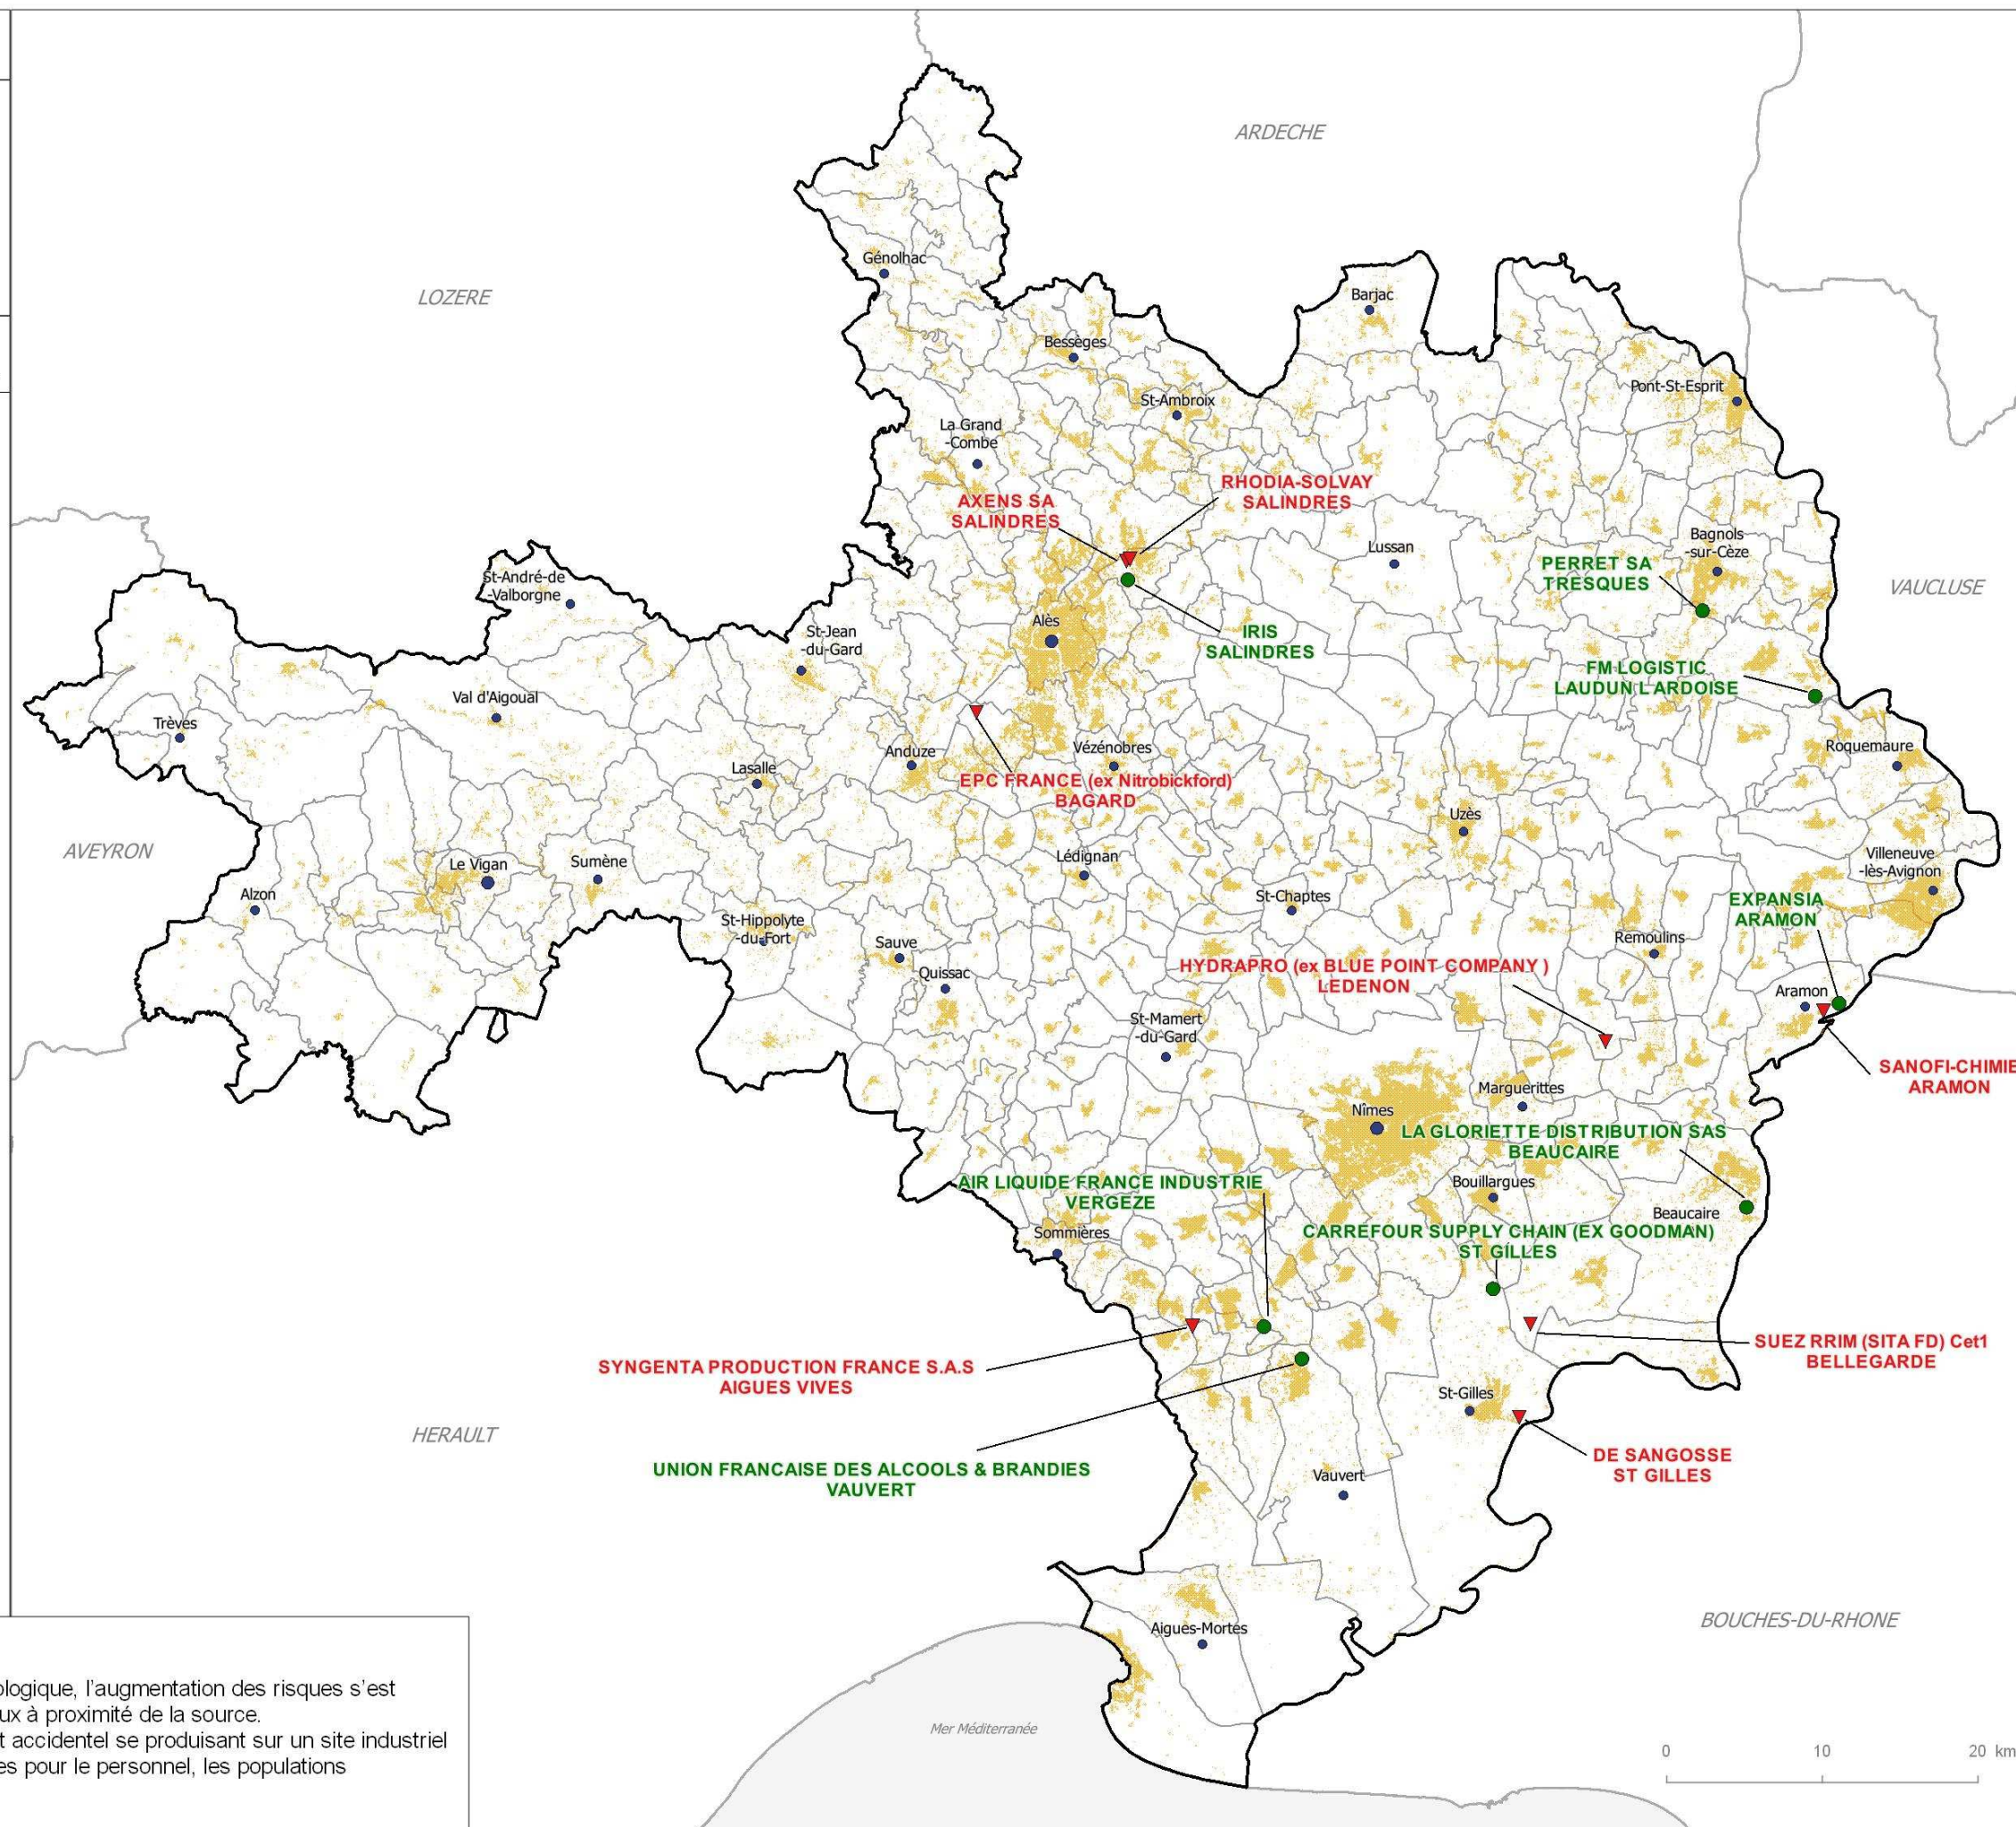 ARDECHE
Génolhac
LOZERE
Barjac
Bessèges
Pont-St-Esprit
St-Ambroix
La Grand
-Combe
RHODIA-SOLVAY
SALINDRES
AXENS SA
SALINDRES
Bagnols
-sur-Cèze
Lussan
PERRET SA
TRESQUES
VAUCLUSE
St-André-de
-Valborgne
Alès
IRIS
SALINDRES
St-Jean
-du-Gard
FM LOGISTIC
LAUDUN L ARDOISE
Val d'Aigoual
Trèves
Roquemaure
Anduze
Vézénobres
Lasalle
EPC FRANCE (ex Nitrobickford)
BAGARD
Uzès
AVEYRON
Villeneuve
-lès-Avignon
Lédignan
Le Vigan
Sumène
Alzon
St-Chaptes
EXPANSIA
ARAMON
St-Hippolyte
-du-Fort
Sauve
Remoulins
Quissac
HYDRAPRO (ex BLUE POINT COMPANY )
LEDENON
Aramon
St-Mamert
-du-Gard
SANOFI-CHIMIE
ARAMON
Marguerittes
Nîmes
LA GLORIETTE DISTRIBUTION SAS
BEAUCAIRE
AIR LIQUIDE FRANCE INDUSTRIE
VERGEZE
Bouillargues
Beaucaire
Sommières
CARREFOUR SUPPLY CHAIN (EX GOODMAN)
ST GILLES
SUEZ RRIM (SITA FD) Cet1
BELLEGARDE
SYNGENTA PRODUCTION FRANCE S.A.S
AIGUES VIVES
St-Gilles
HERAULT
DE SANGOSSE
ST GILLES
UNION FRANCAISE DES ALCOOLS & BRANDIES
VAUVERT
Vauvert
BOUCHES-DU-RHONE
Aigues-Mortes
Mer Méditerranée
0 10 20 km
ologique, l'augmentation des risques s'est
ux à proximité de la source.
t accidentel se produisant sur un site industriel
es pour le personnel, les populations